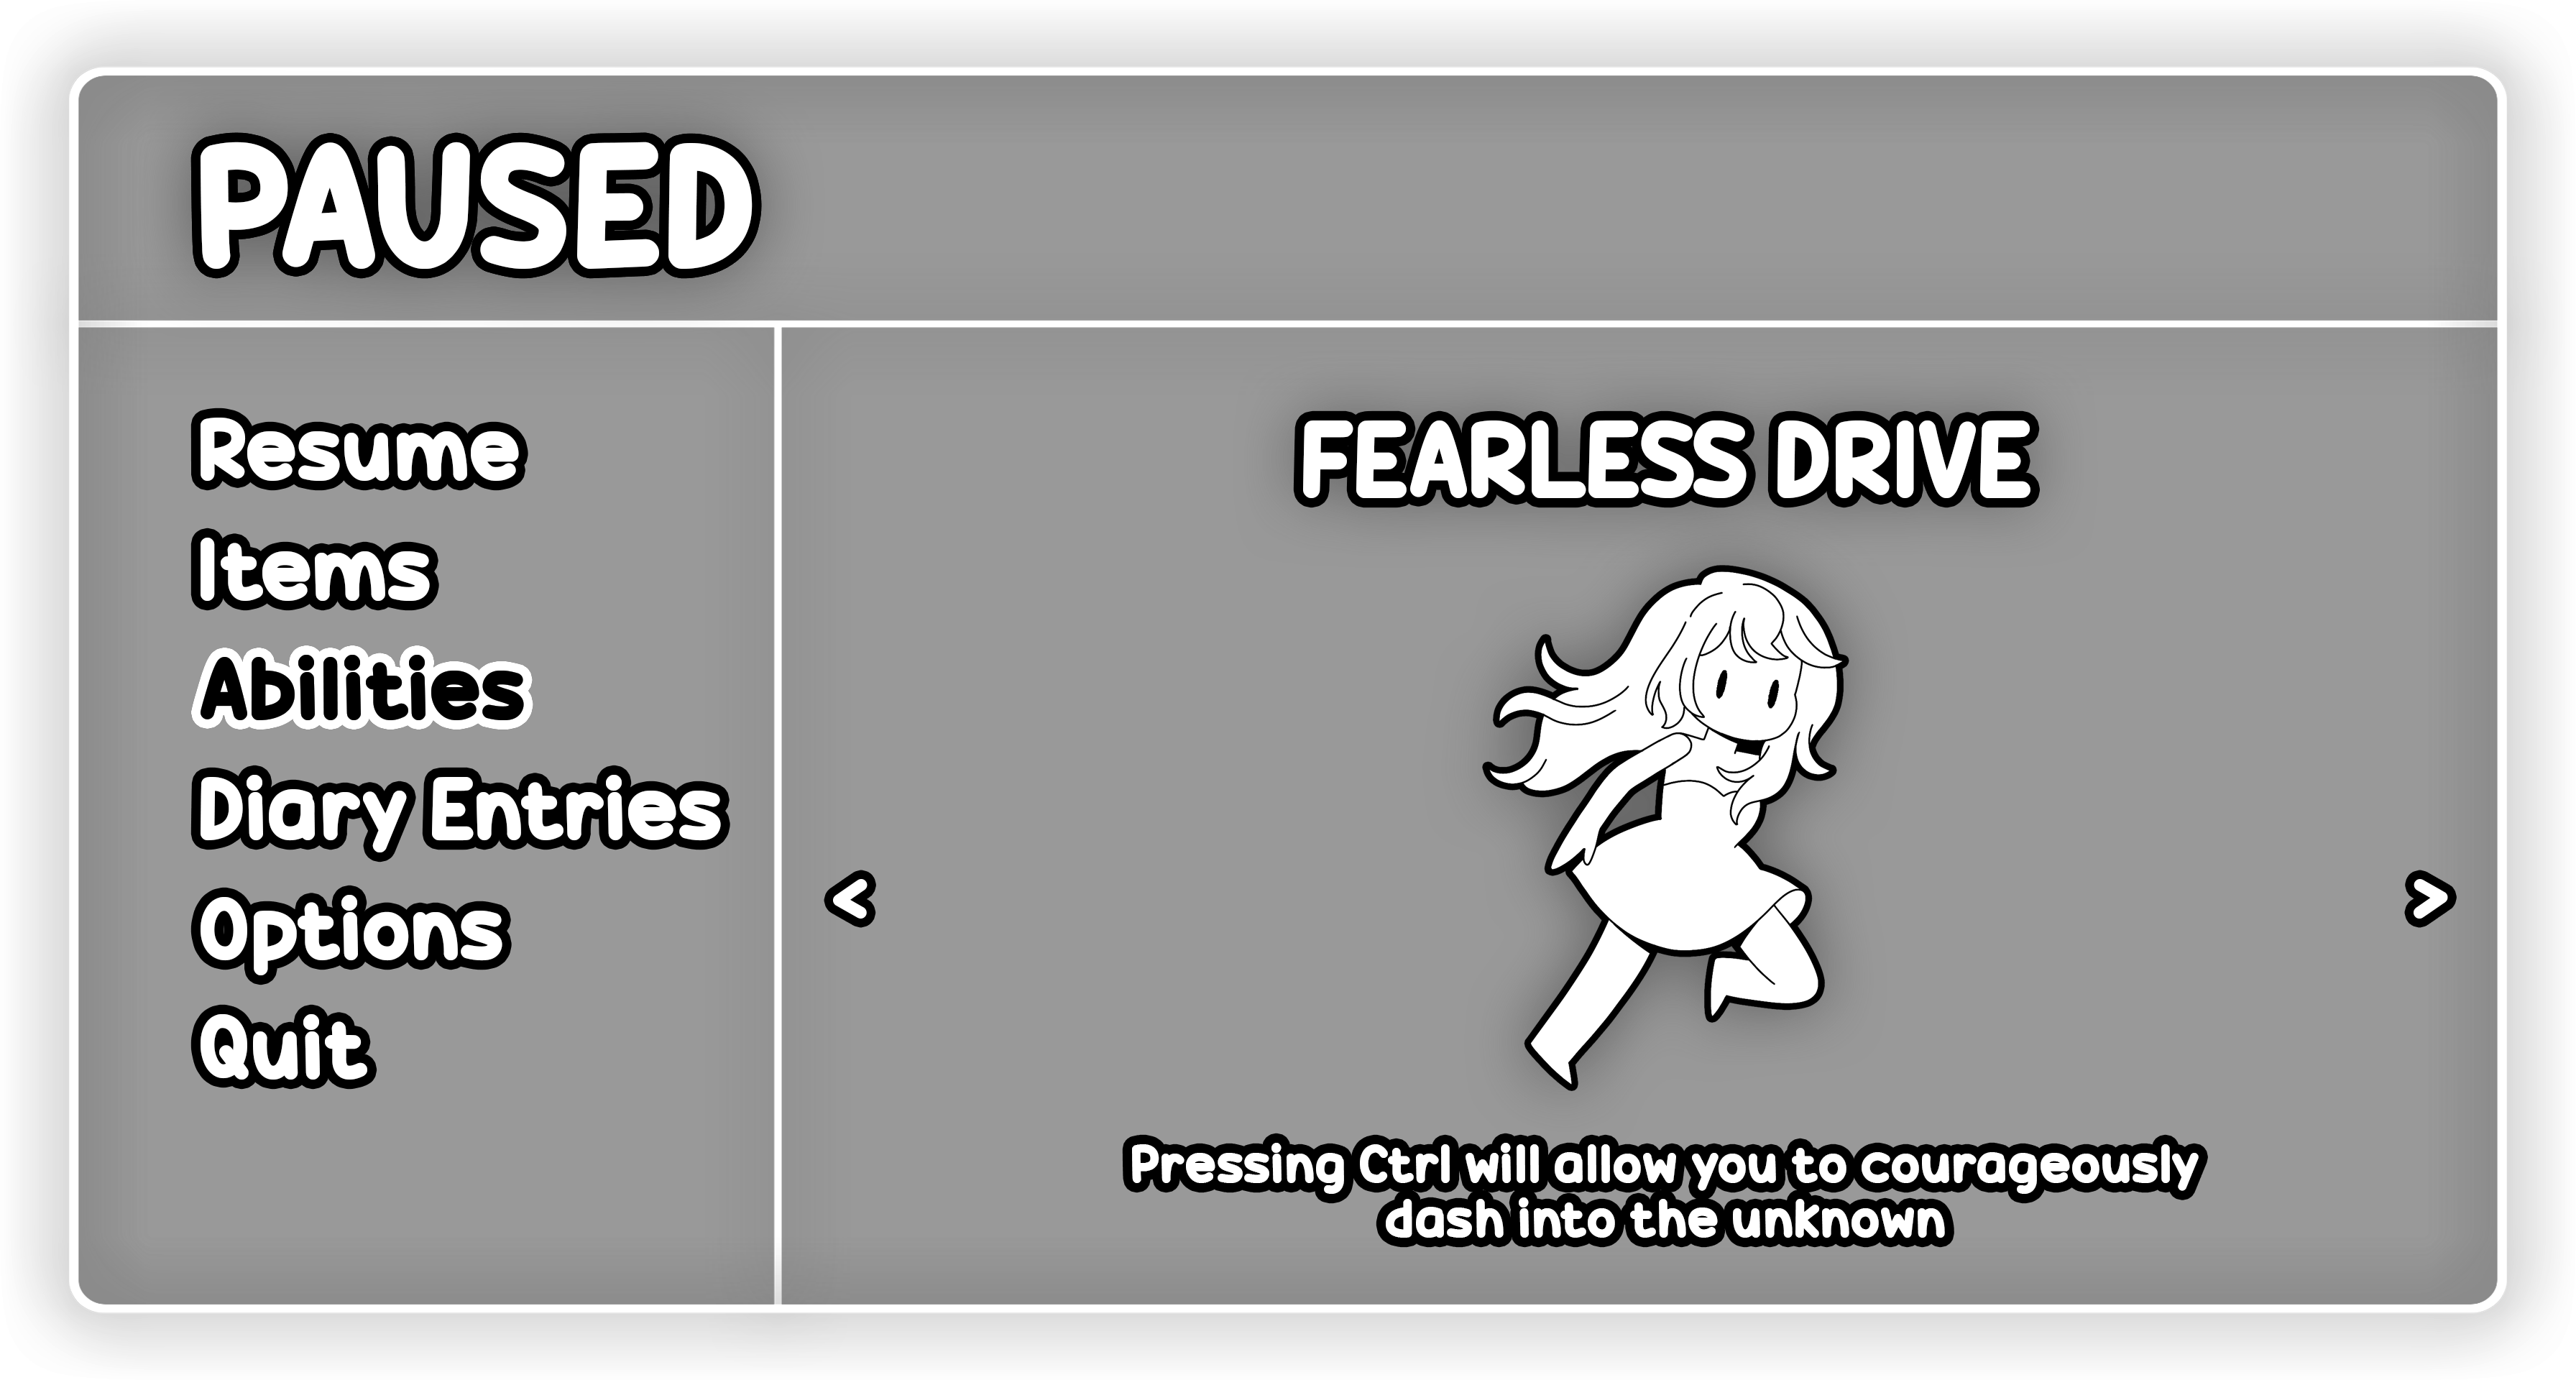 PAUSED
Resume
Items
Abilities
Diary Entries
Options
Quit
FEARLESS DRIVE
<
>
Pressing Ctrl will allow you to courageously
dash into the unknown